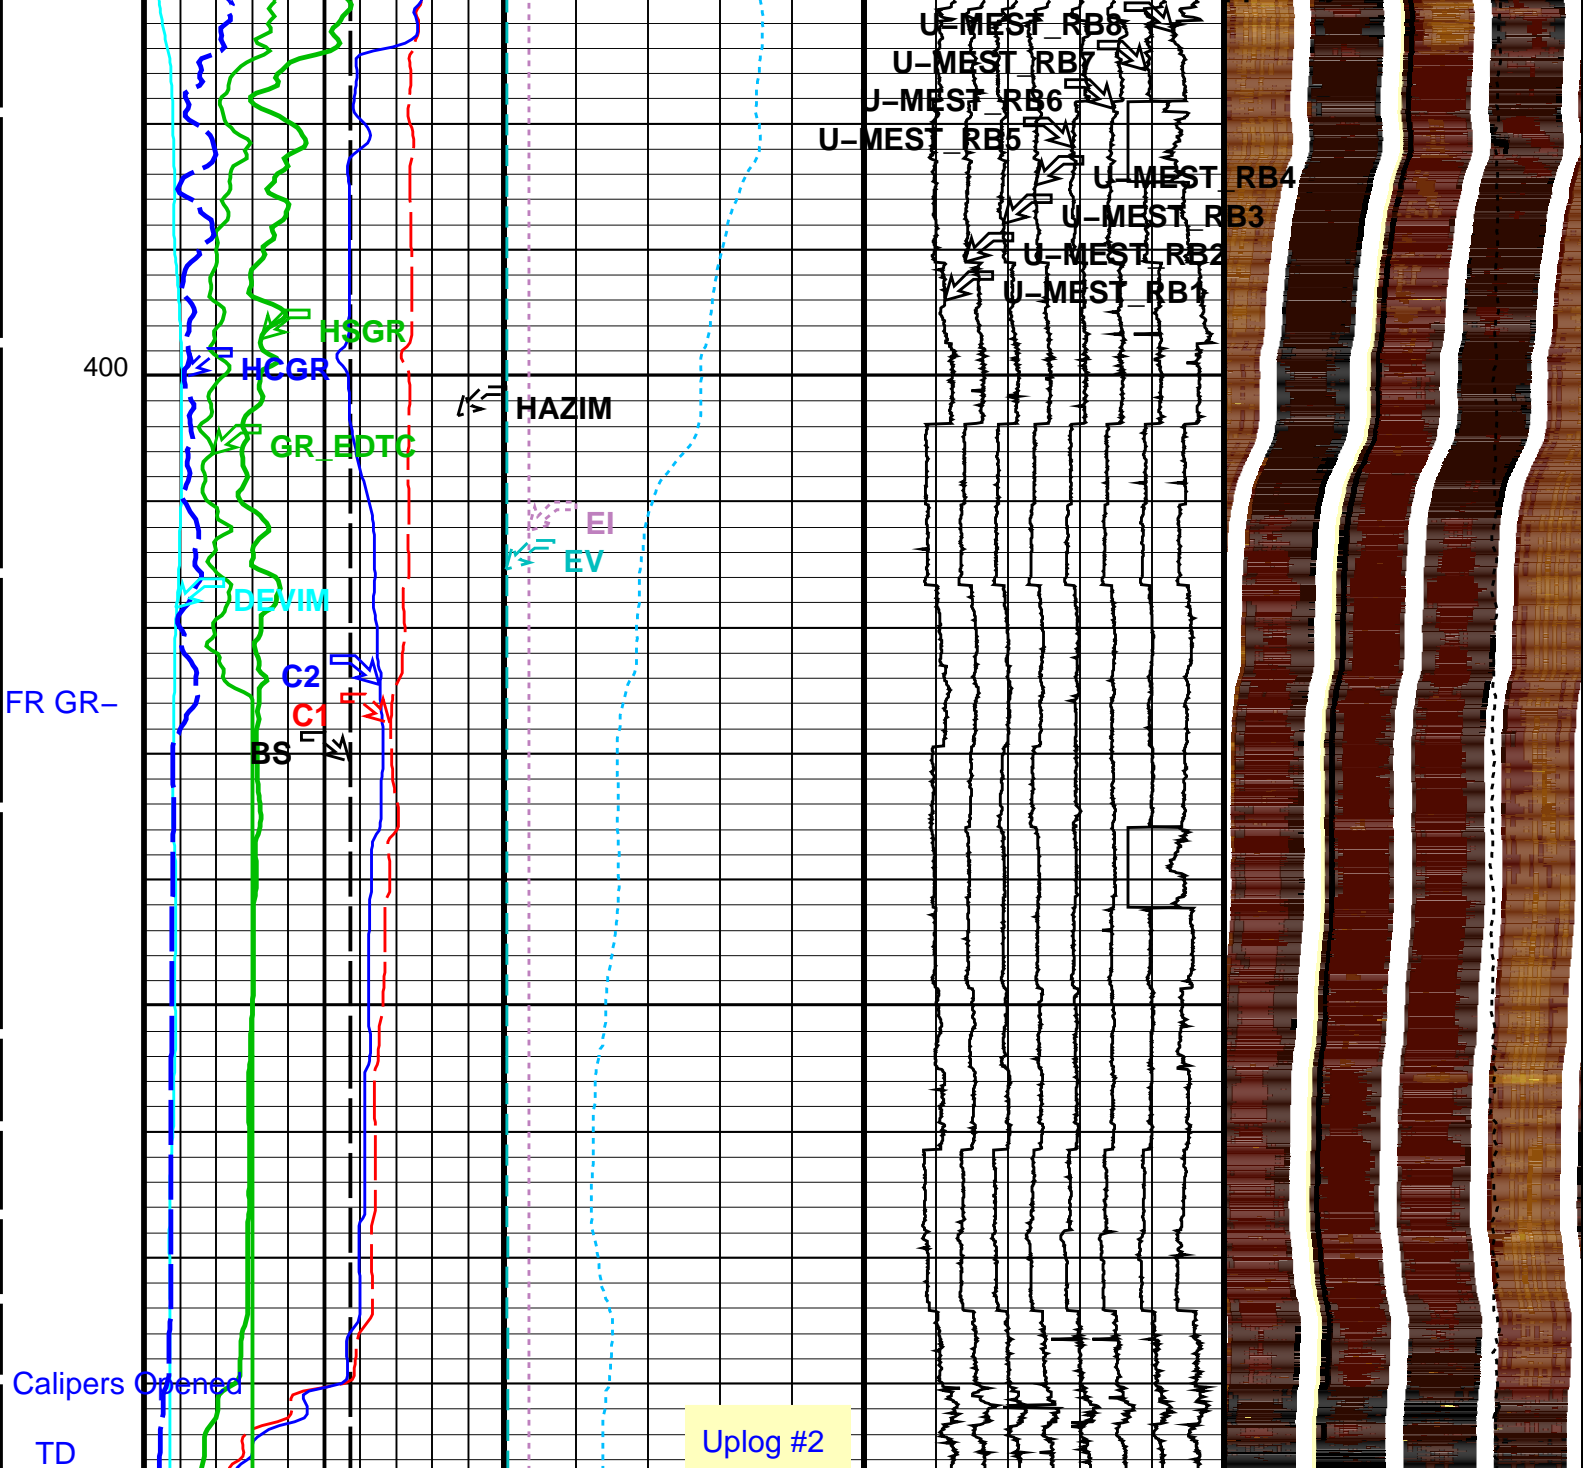 U–MEST_RB8
U–MEST_RB7
U–MEST_RB6
U–MEST_RB5
U–MEST_RB4
U–MEST_RB3
U–MEST_RB2
U–MEST_RB1
HSGR
400
HCGR
HAZIM
GR_EDTC
EI
EV
DEVIM
C2
FR GR–
C1
BS
Calipers Opened
Uplog #2
TD